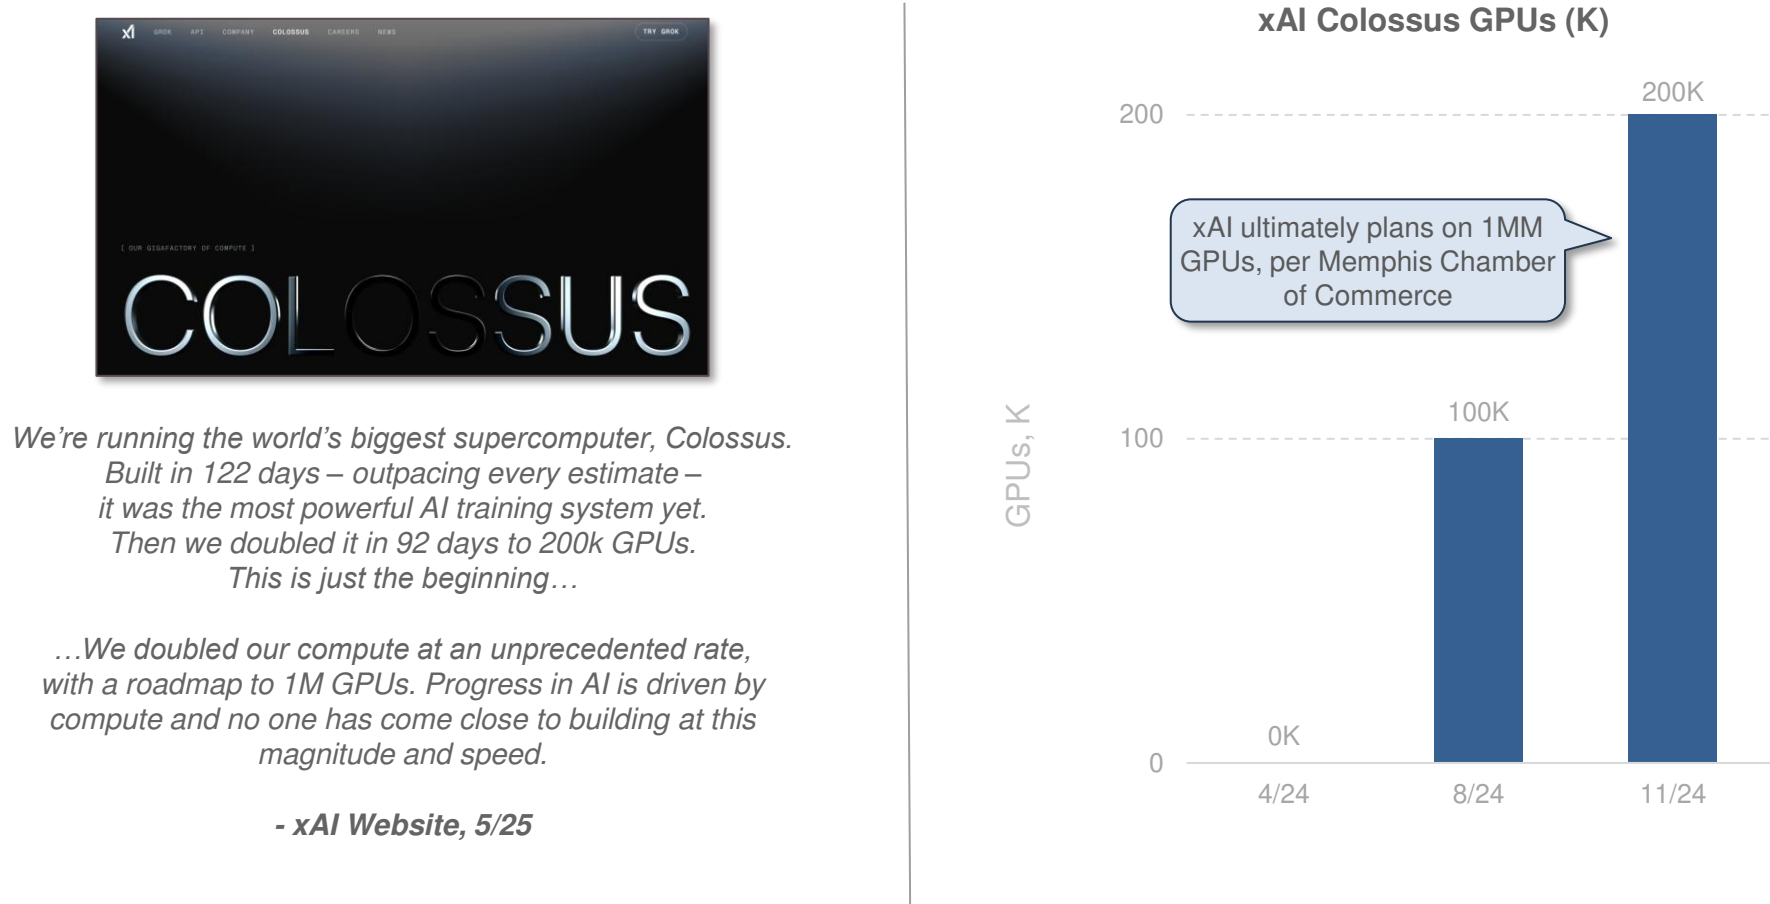 xAI
GROK API COMPANY COLOSSUS CAREERS NEWS TRY GROK
[ OUR GIGAFACTORY OF COMPUTE ]
COLOSSUS
We’re running the world’s biggest supercomputer, Colossus.
Built in 122 days – outpacing every estimate –
it was the most powerful AI training system yet.
Then we doubled it in 92 days to 200k GPUs.
This is just the beginning…
…We doubled our compute at an unprecedented rate,
with a roadmap to 1M GPUs. Progress in AI is driven by
compute and no one has come close to building at this
magnitude and speed.
- xAI Website, 5/25
xAI Colossus GPUs (K)
200K
200
xAI ultimately plans on 1MM
GPUs, per Memphis Chamber
of Commerce
100K
100
GPUs, K
0K
0
4/24 8/24 11/24